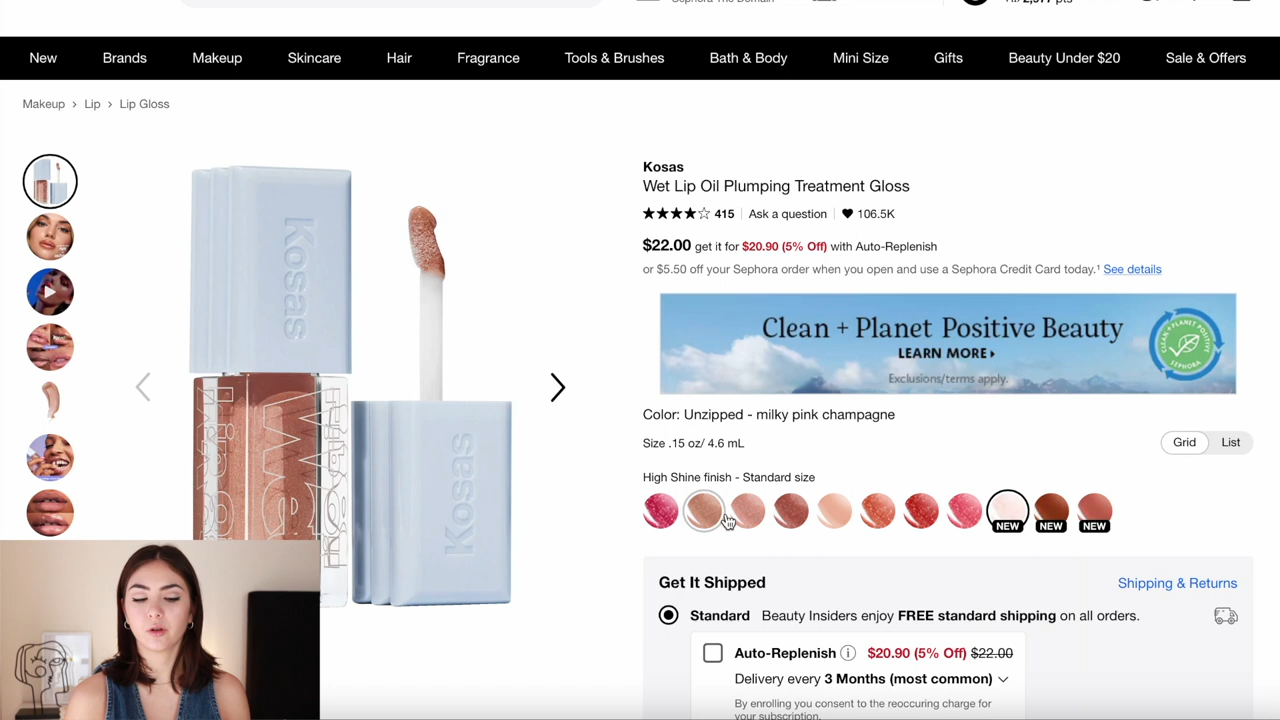 New Brands Makeup Skincare Hair Fragrance Tools & Brushes Bath & Body Mini Size Gifts Beauty Under $20 Sale & Offers
Makeup > Lip > Lip Gloss
Kosas
Kosas
Wet Lip Oil Plumping Treatment Gloss
415 Ask a question 106.5K
$22.00 get it for $20.90 (5% Off) with Auto-Replenish
or $5.50 off your Sephora order when you open and use a Sephora Credit Card today.¹ See details
Clean + Planet Positive Beauty
LEARN MORE
Exclusions/terms apply.
Kosas
Color: Unzipped - milky pink champagne
Size .15 oz/ 4.6 mL
Grid List
High Shine finish - Standard size
NEW NEW NEW
Get It Shipped
Shipping & Returns
Standard Beauty Insiders enjoy FREE standard shipping on all orders.
Auto-Replenish $20.90 (5% Off) $22.00
Delivery every 3 Months (most common)
By enrolling you consent to the reoccuring charge for
your subscription.